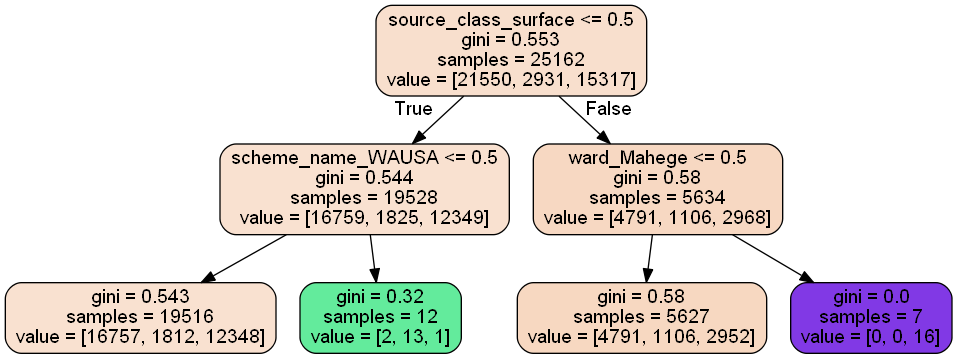 source_class_surface <= 0.5
gini = 0.553
samples = 25162
value = [21550, 2931, 15317]
True
False
scheme_name_WAUSA <= 0.5
gini = 0.544
samples = 19528
value = [16759, 1825, 12349]
ward_Mahege <= 0.5
gini = 0.58
samples = 5634
value = [4791, 1106, 2968]
gini = 0.543
samples = 19516
value = [16757, 1812, 12348]
gini = 0.32
samples = 12
value = [2, 13, 1]
gini = 0.58
samples = 5627
value = [4791, 1106, 2952]
gini = 0.0
samples = 7
value = [0, 0, 16]